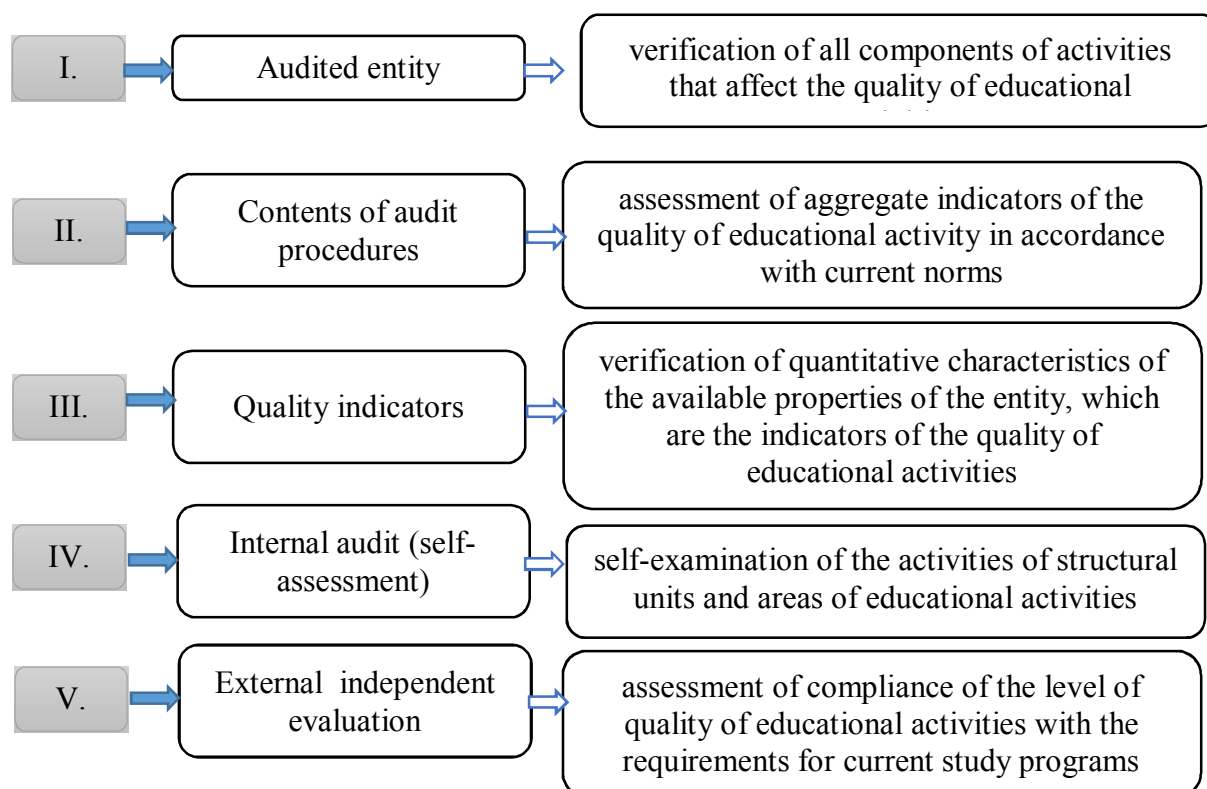 I.
Audited entity
verification of all components of activities
that affect the quality of educational
II.
Contents of audit
procedures
assessment of aggregate indicators of the
quality of educational activity in accordance
with current norms
III.
Quality indicators
verification of quantitative characteristics of
the available properties of the entity, which
are the indicators of the quality of
educational activities
IV.
Internal audit (self-
assessment)
self-examination of the activities of structural
units and areas of educational activities
V.
External independent
evaluation
assessment of compliance of the level of
quality of educational activities with the
requirements for current study programs